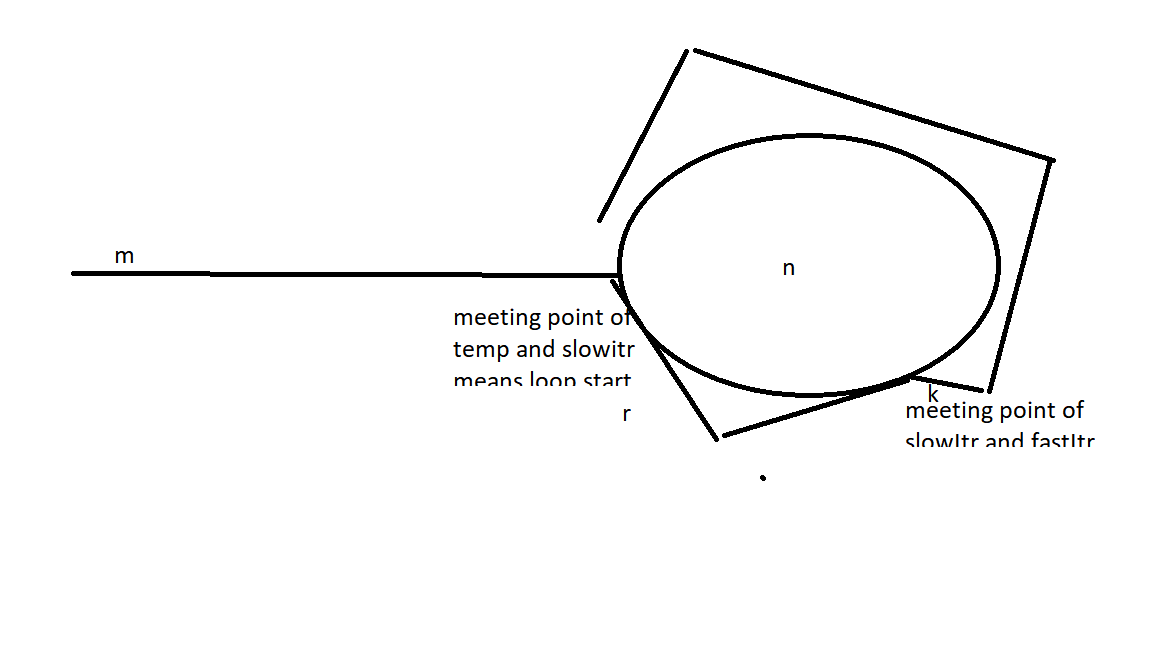 m
n
meeting point of
temp and slowitr
means loop start
r
k
meeting point of
slowItr and fastItr